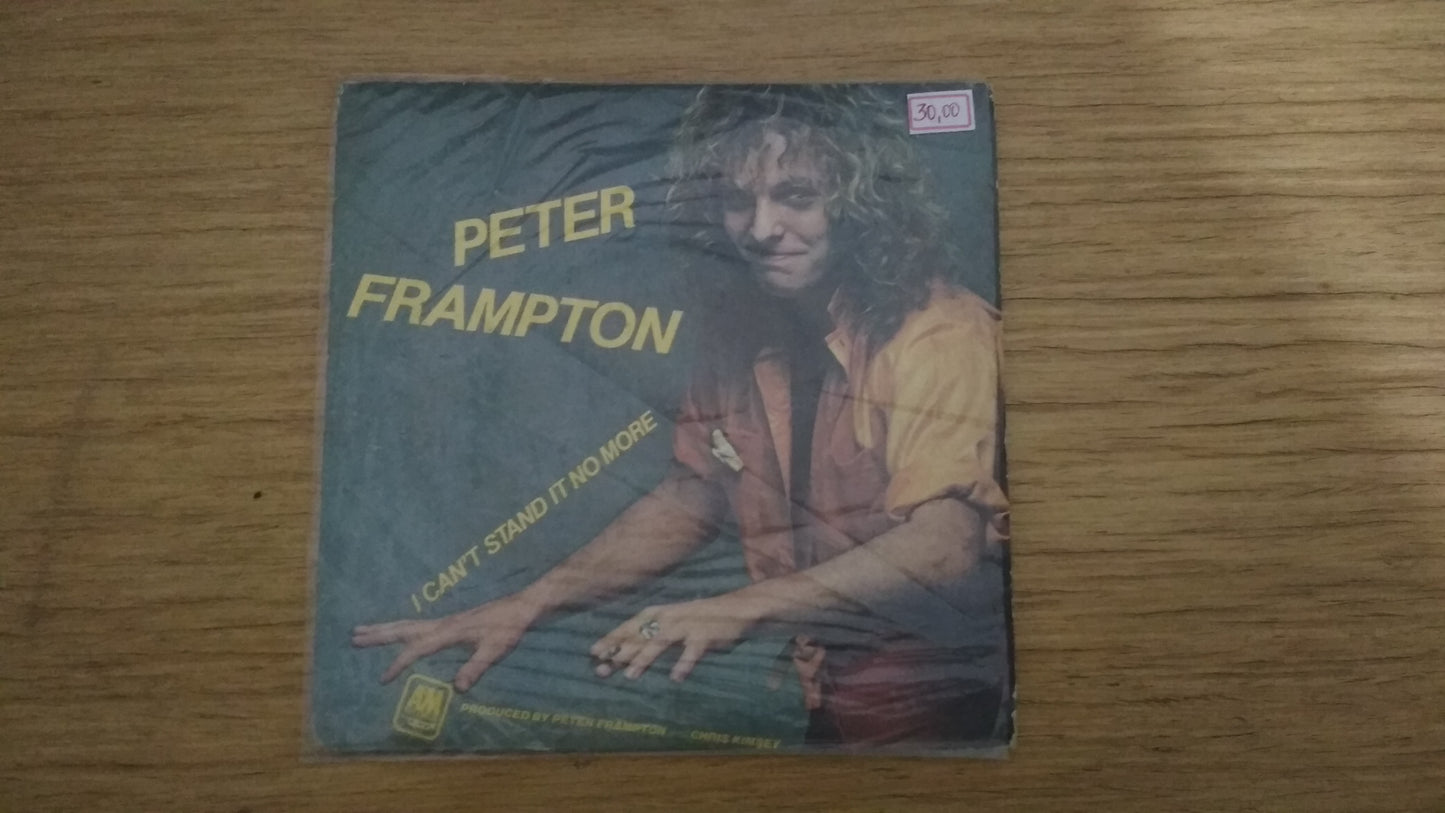 30,00
PETER
FRAMPTON
I CAN'T STAND IT NO MORE
A&M
PRODUCED BY PETER FRAMPTON CHRIS KIMSEY